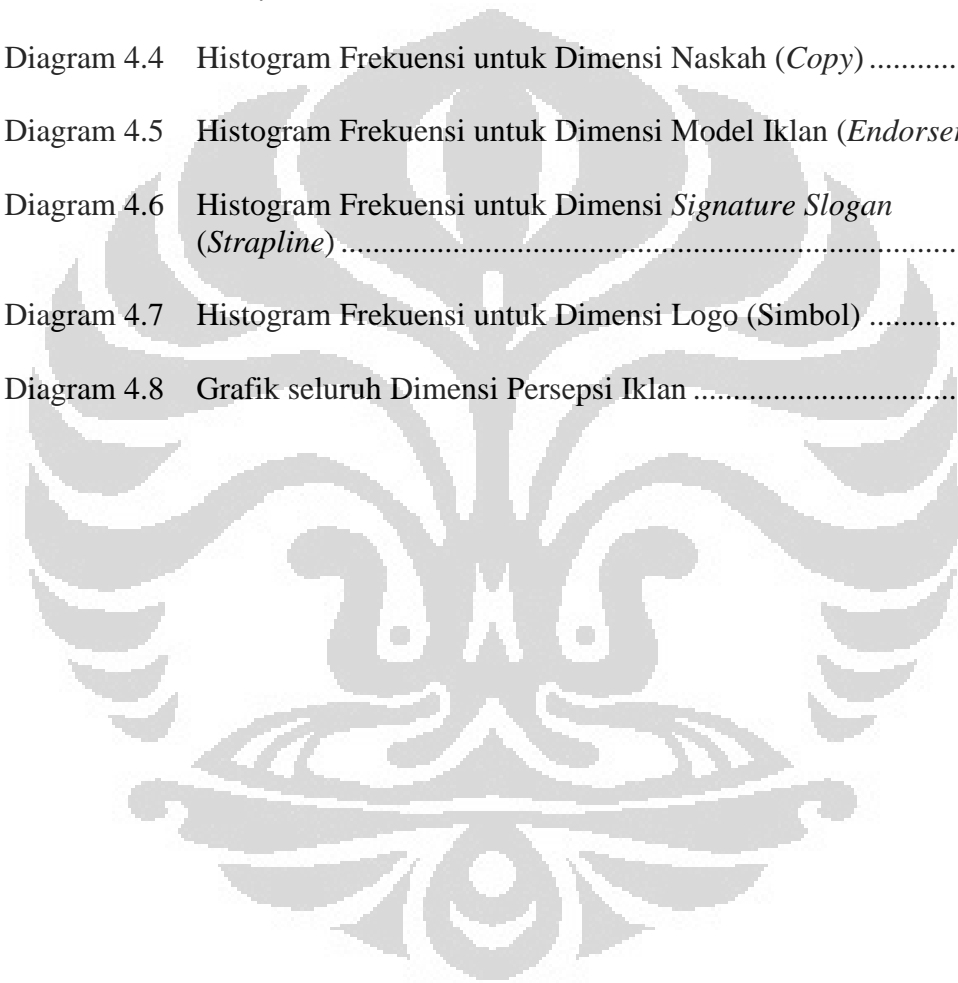 Diagram 4.4 Histogram Frekuensi untuk Dimensi Naskah (Copy) ...........
Diagram 4.5 Histogram Frekuensi untuk Dimensi Model Iklan (Endorser
Diagram 4.6 Histogram Frekuensi untuk Dimensi Signature Slogan
(Strapline) ..............................................................................
Diagram 4.7 Histogram Frekuensi untuk Dimensi Logo (Simbol) ...........
Diagram 4.8 Grafik seluruh Dimensi Persepsi Iklan .................................